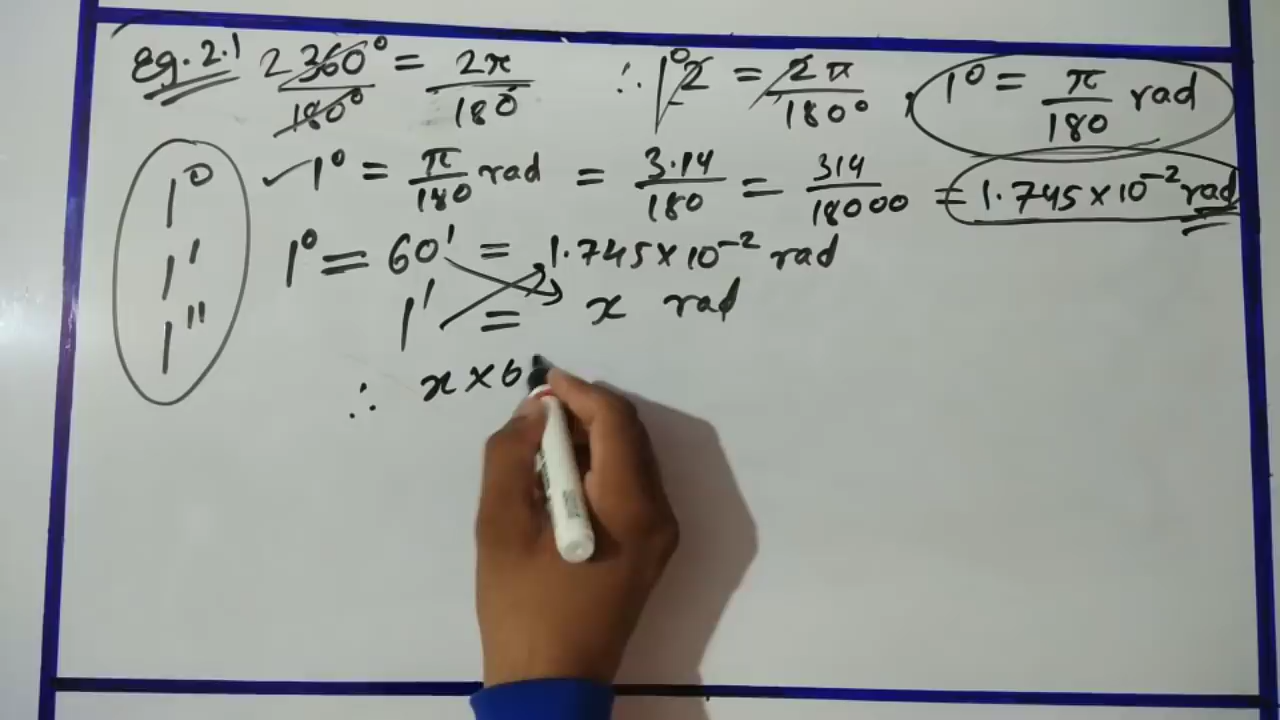 Eg. 2.1 2 360°/180° = 2π/180 ∴ 1° 2 = 2π/180°, 1° = π/180 rad
1° ✓ 1° = π/180 rad = 3.14/180 = 314/18000 = 1.745 × 10⁻² rad
1' 1° = 60' = 1.745 × 10⁻² rad
1'' 1' = x rad
∴ x × 6